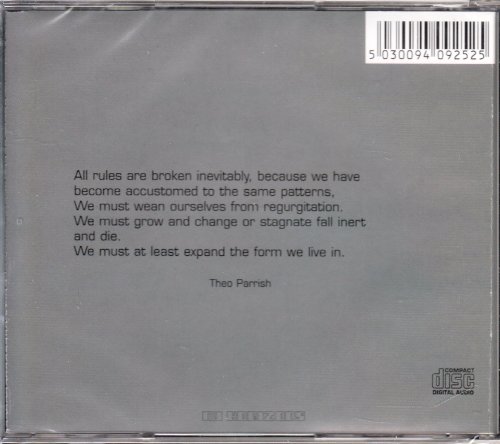 5 030094 092525
All rules are broken inevitably, because we have
become accustomed to the same patterns,
We must wean ourselves from regurgitation.
We must grow and change or stagnate fall inert
and die.
We must at least expand the form we live in.
Theo Parrish
COMPACT
disc
DIGITAL AUDIO